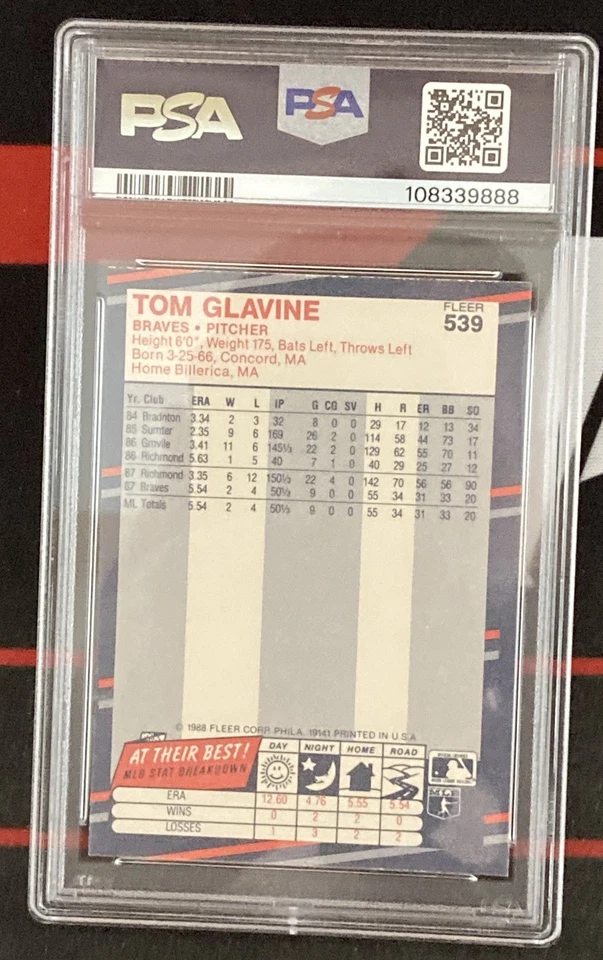 PSA PSA
108339888
TOM GLAVINE FLEER
BRAVES • PITCHER 539
Height 6'0", Weight 175, Bats Left, Throws Left
Born 3-25-66, Concord, MA
Home Billerica, MA
Yr. Club ERA W L IP G CG SV H R ER BB SO
84 Bradnton 3.34 2 3 32 8 0 0 29 17 12 13 34
85 Sumter 2.35 9 6 169 26 2 0 114 58 44 73 17
86 Grnvile 3.41 11 6 145⅓ 22 2 0 129 62 55 70 11
86 Richmond 5.63 1 5 40 7 1 0 40 29 25 27 12
87 Richmond 3.35 6 12 150⅓ 22 4 0 142 70 56 56 90
87 Braves 5.54 2 4 50⅓ 9 0 0 55 34 31 33 20
ML Totals 5.54 2 4 50⅓ 9 0 0 55 34 31 33 20
© 1988 FLEER CORP. PHILA. 19141 PRINTED IN U.S.A.
AT THEIR BEST! DAY NIGHT HOME ROAD
MLB STAT BREAKDOWN
ERA 12.60 4.76 5.55 5.54
WINS 0 2 2 0
LOSSES 1 3 2 2